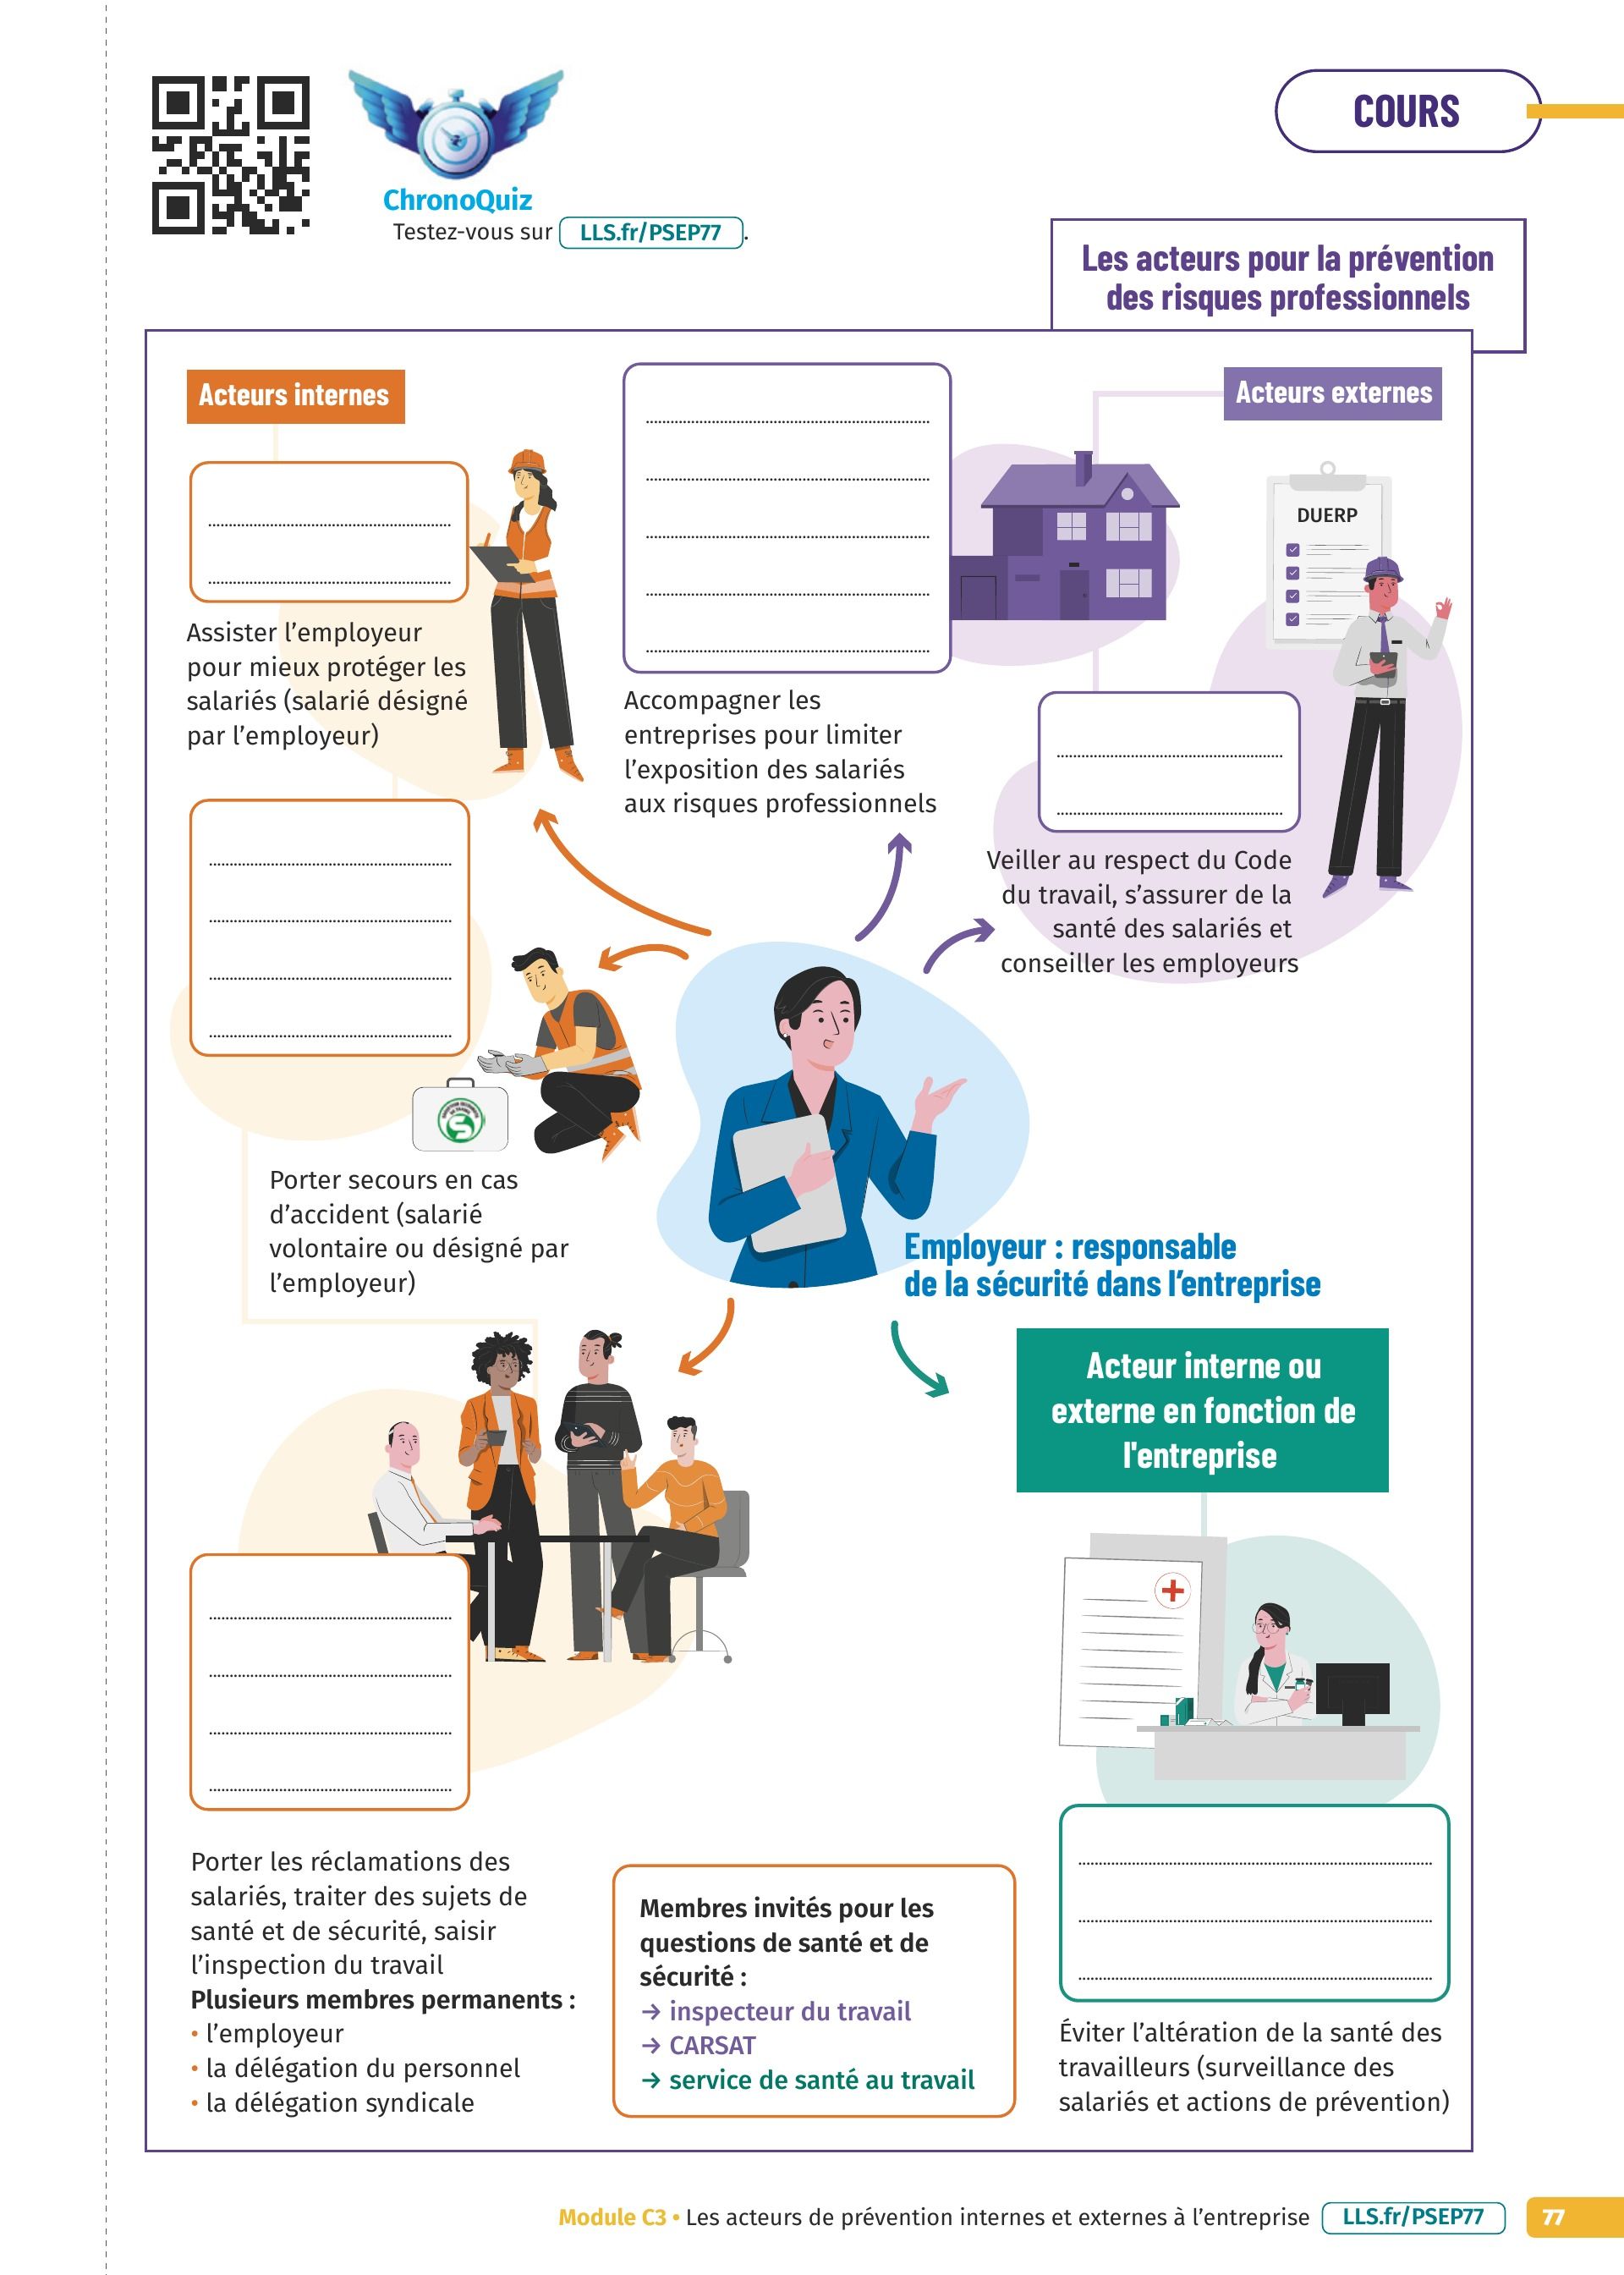 COURS
ChronoQuiz
Testez-vous sur LLS.fr/PSEP77.
Les acteurs pour la prévention
des risques professionnels
Acteurs internes
Assister l'employeur
pour mieux protéger les
salariés (salarié désigné
par l'employeur)
Acteurs externes
Accompagner les
entreprises pour limiter
l'exposition des salariés
aux risques professionnels
DUERP
Veiller au respect du Code
du travail, s'assurer de la
santé des salariés et
conseiller les employeurs
Porter secours en cas
d'accident (salarié
volontaire ou désigné par
l'employeur)
Employeur : responsable
de la sécurité dans l'entreprise
Acteur interne ou
externe en fonction de
l'entreprise
Porter les réclamations des
salariés, traiter des sujets de
santé et de sécurité, saisir
l'inspection du travail
Plusieurs membres permanents :
• l'employeur
• la délégation du personnel
• la délégation syndicale
Membres invités pour les
questions de santé et de
sécurité :
→ inspecteur du travail
→ CARSAT
→ service de santé au travail
Éviter l'altération de la santé des
travailleurs (surveillance des
salariés et actions de prévention)
Module C3 • Les acteurs de prévention internes et externes à l'entreprise LLS.fr/PSEP77 77